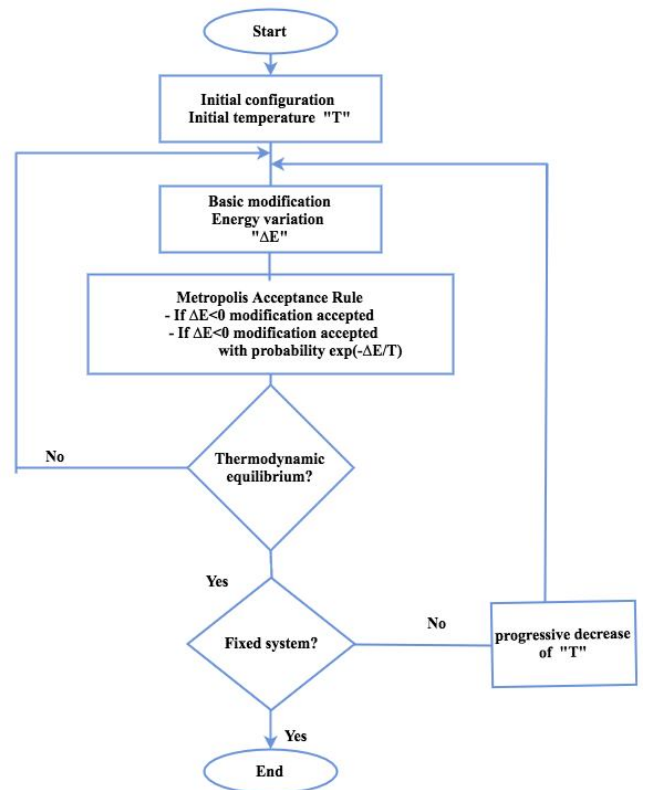 Start
Initial configuration
Initial temperature "T"
Basic modification
Energy variation
"ΔE"
Metropolis Acceptance Rule
- If ΔE<0 modification accepted
- If ΔE<0 modification accepted
with probability exp(-ΔE/T)
No
Thermodynamic
equilibrium?
Yes
Fixed system?
No
progressive decrease
of "T"
Yes
End